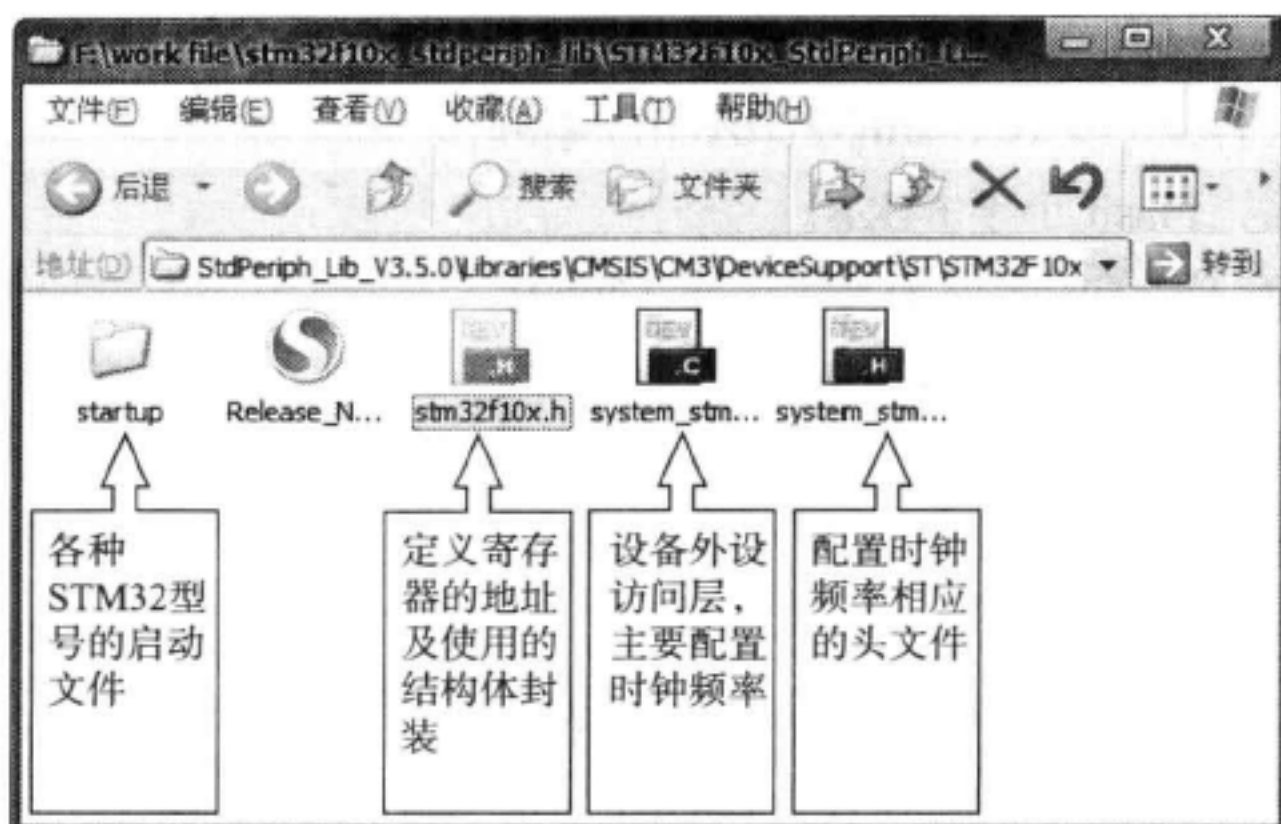 F:\work file\stm32f10x_stdperiph_lib\STM32F10x_StdPeriph_Li...
文件(F) 编辑(E) 查看(V) 收藏(A) 工具(T) 帮助(H)
后退 搜索 文件夹
地址(D) StdPeriph_Lib_V3.5.0\Libraries\CMSIS\CM3\DeviceSupport\ST\STM32F10x 转到
.H .C .H
startup Release_N... stm32f10x.h system_stm... system_stm...
各种
STM32型
号的启动
文件
定义寄存
器的地址
及使用的
结构体封
装
设备外设
访问层，
主要配置
时钟频率
配置时钟
频率相应
的头文件